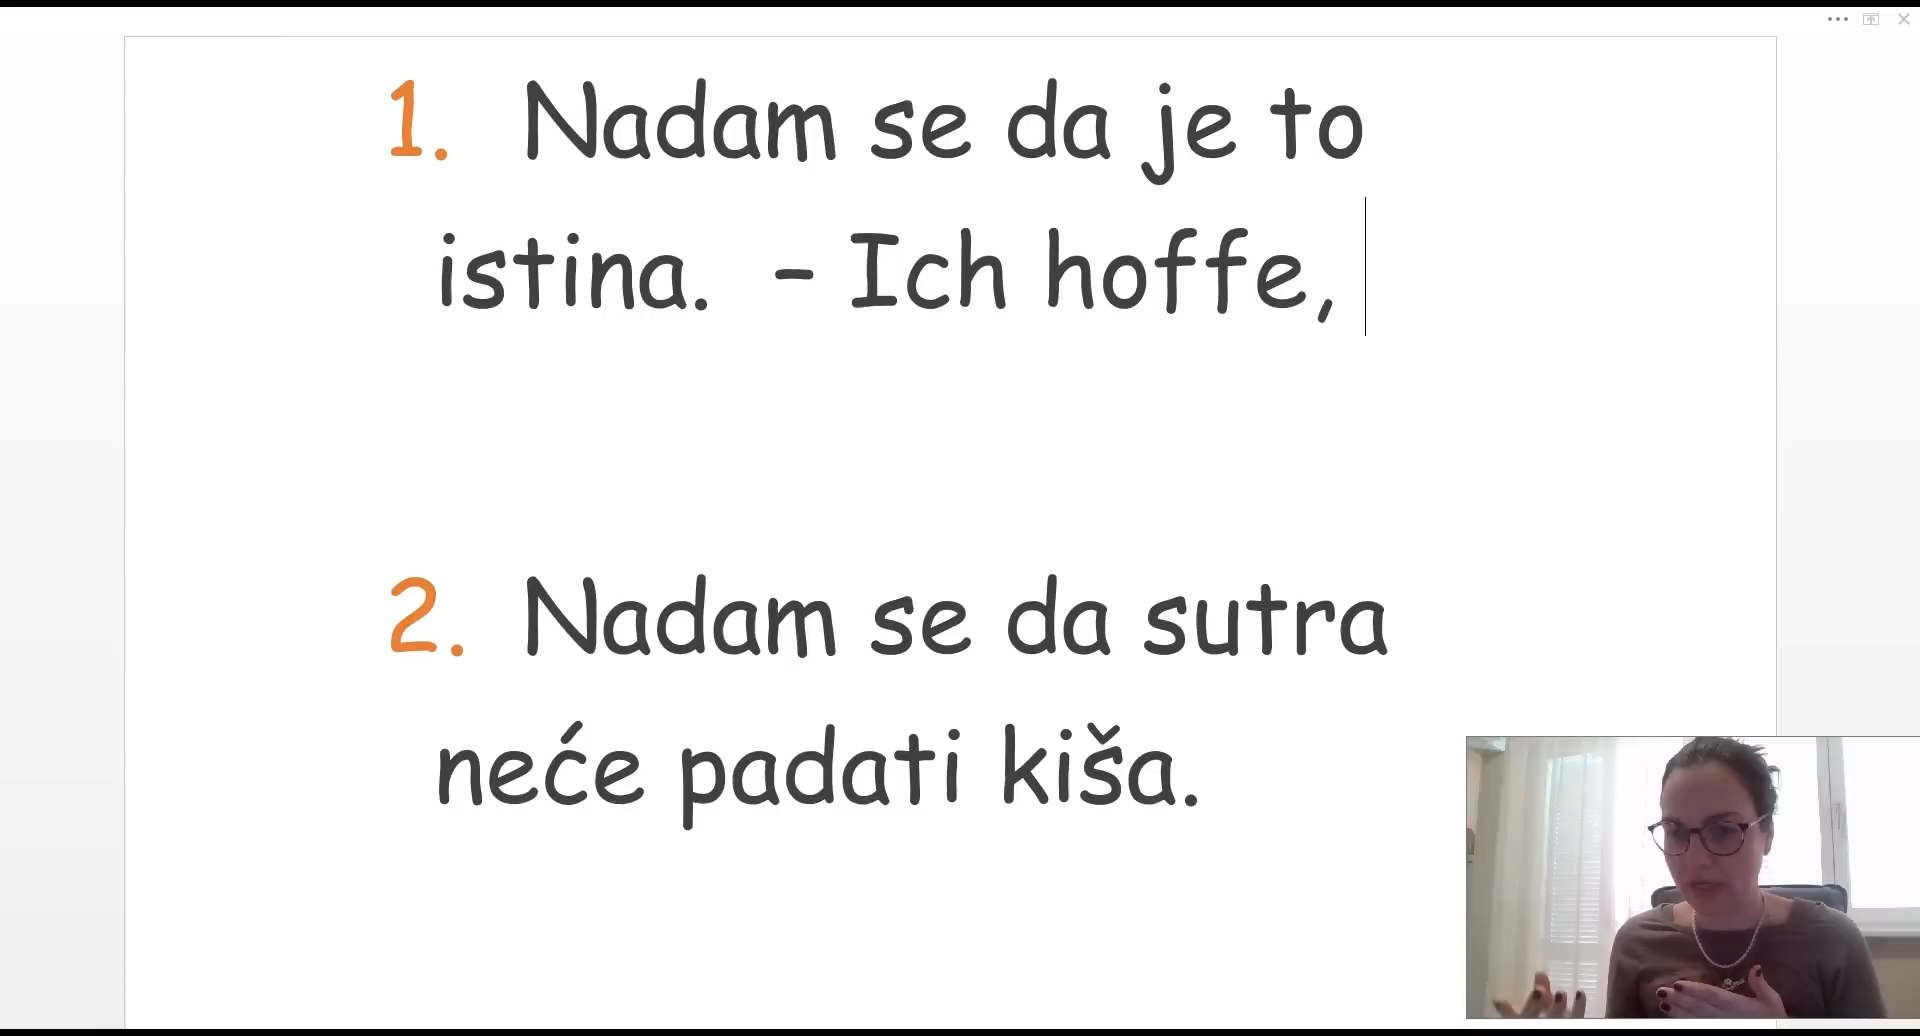 1. Nadam se da je to
istina. – Ich hoffe,
2. Nadam se da sutra
neće padati kiša.